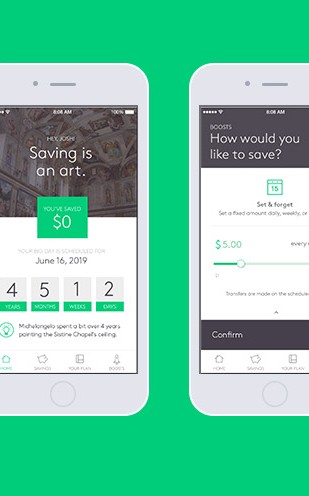 8:08 AM
100%
HEY, JOSH!
Saving is
an art.
YOU'VE SAVED
$0
YOUR BIG DAY IS SCHEDULED FOR
June 16, 2019
4 5 1 2
YEARS MONTHS WEEKS DAYS
Michelangelo spent a bit over 4 years
painting the Sistine Chapel's ceiling.
HOME SAVINGS YOUR PLAN BOOSTS
8:08 AM
BOOSTS
How would you
like to save?
15
Set & forget
Set a fixed amount daily, weekly, or
$5.00
every
Transfers are made on the schedule
Confirm
HOME SAVINGS YOUR PLAN BOOSTS